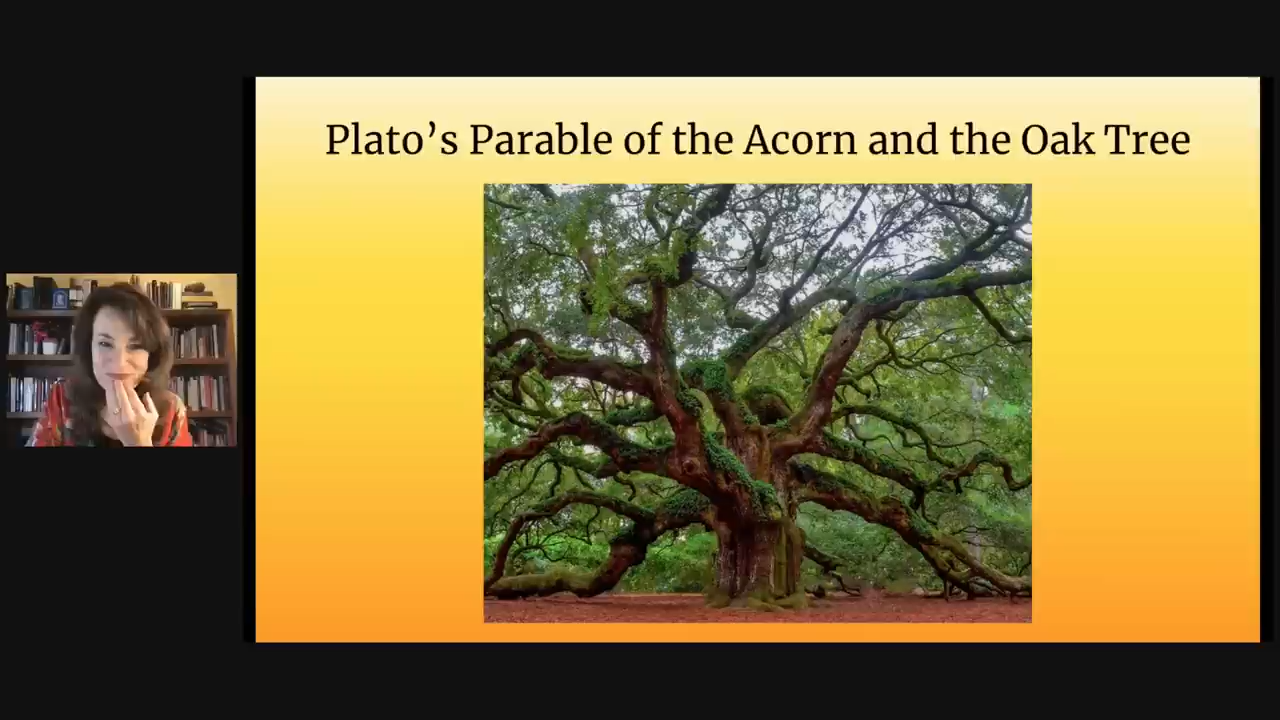 Plato’s Parable of the Acorn and the Oak Tree